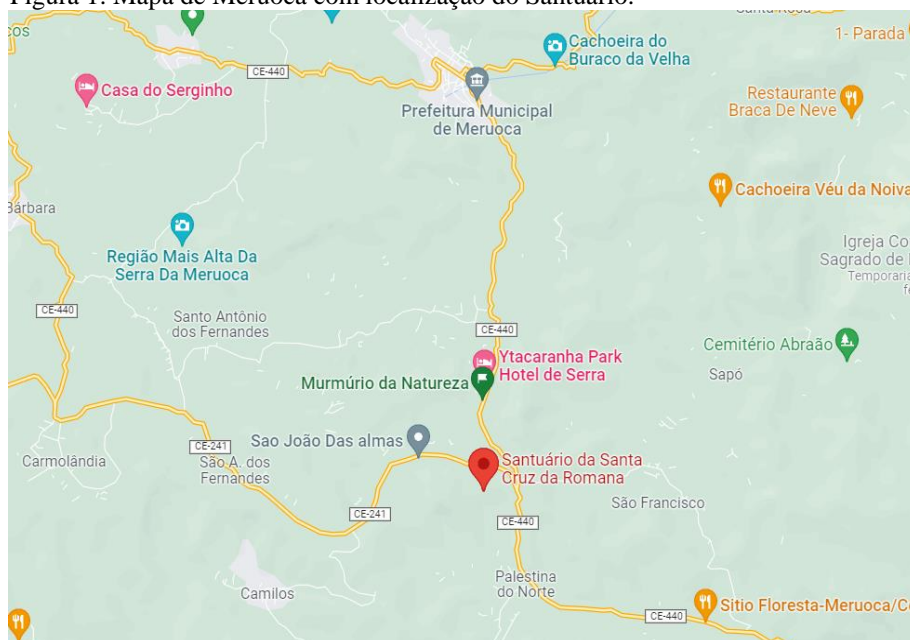 Figura 1: Mapa de Meruoca com localização do Santuário.
Santa Rosa
1- Parada
CE-440
Cachoeira do
Buraco da Velha
Casa do Serginho
Prefeitura Municipal
de Meruoca
Restaurante
Braca De Neve
Cachoeira Véu da Noiva
Bárbara
Região Mais Alta Da
Serra Da Meruoca
Igreja Co
Sagrado de
Temporaria
CE-440
Santo Antônio
dos Fernandes
CE-440
Cemitério Abraão
Ytacaranha Park
Hotel de Serra
Sapó
Murmúrio da Natureza
Sao João Das almas
CE-241
Carmolândia
São A. dos
Fernandes
Santuário da Santa
Cruz da Romana
São Francisco
CE-241
CE-440
Palestina
do Norte
Camilos
CE-440
Sitio Floresta-Meruoca/C